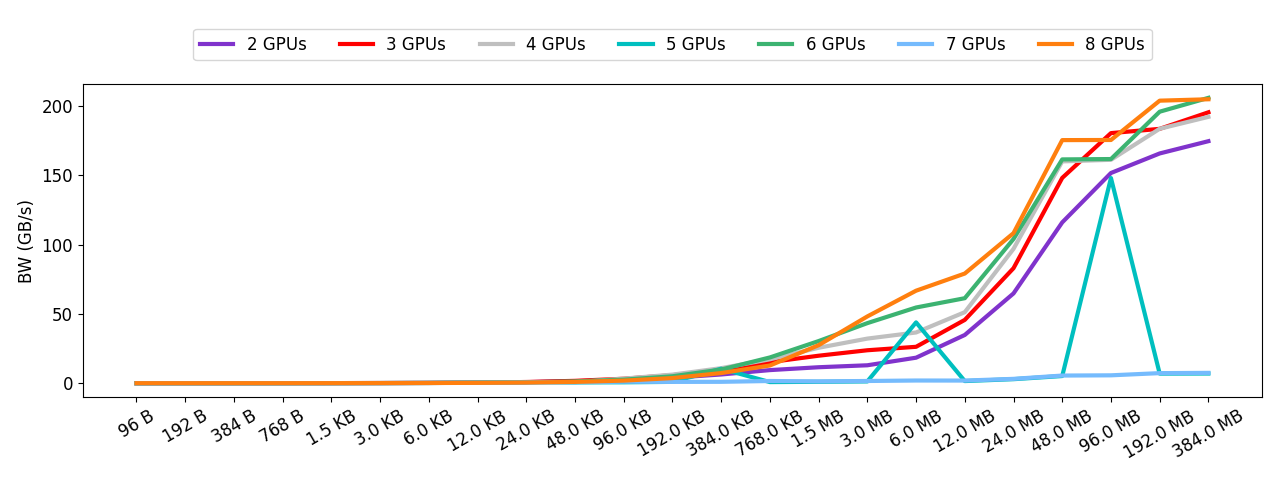 2 GPUs 3 GPUs 4 GPUs 5 GPUs 6 GPUs 7 GPUs 8 GPUs
BW (GB/s)
200
150
100
50
0
96 B 192 B 384 B 768 B 1.5 KB 3.0 KB 6.0 KB 12.0 KB 24.0 KB 48.0 KB 96.0 KB 192.0 KB 384.0 KB 768.0 KB 1.5 MB 3.0 MB 6.0 MB 12.0 MB 24.0 MB 48.0 MB 96.0 MB 192.0 MB 384.0 MB